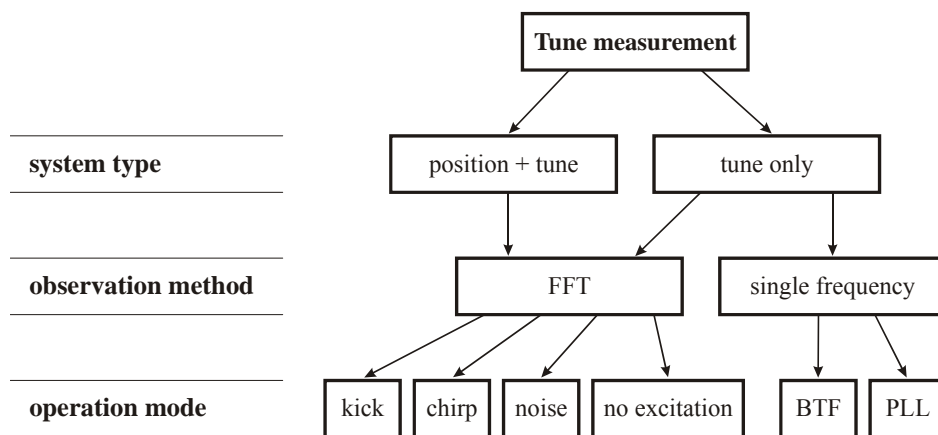 Tune measurement
system type
position + tune
tune only
observation method
FFT
single frequency
operation mode
kick
chirp
noise
no excitation
BTF
PLL